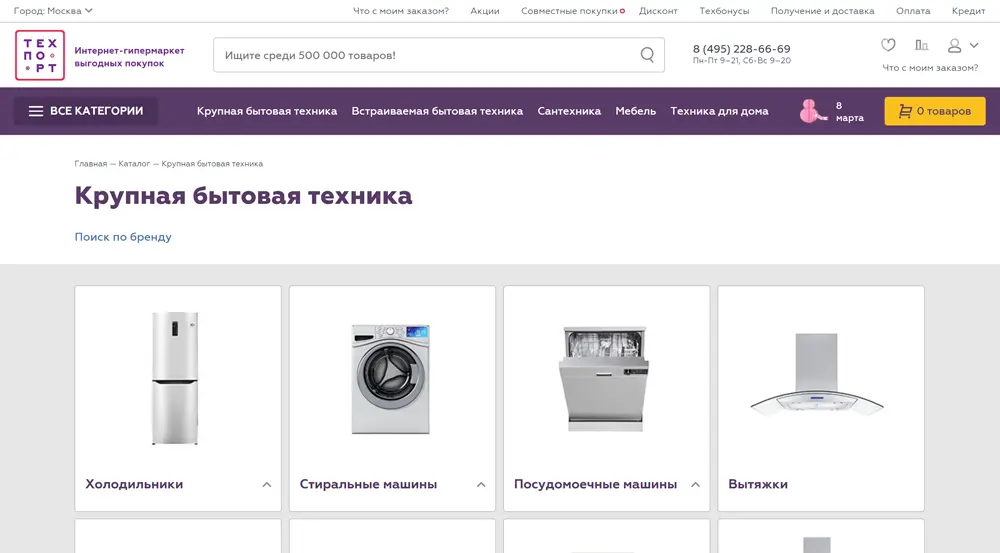 Город: Москва
Что с моим заказом?
Акции
Совместные покупки
Дисконт
Техбонусы
Получение и доставка
Оплата
Кредит
ТЕХ
ПО
РТ
Интернет-гипермаркет
выгодных покупок
Ищите среди 500 000 товаров!
8 (495) 228-66-69
Пн-Пт 9–21, Сб-Вс 9–20
Что с моим заказом?
ВСЕ КАТЕГОРИИ
Крупная бытовая техника
Встраиваемая бытовая техника
Сантехника
Мебель
Техника для дома
8
марта
0 товаров
Главная — Каталог — Крупная бытовая техника
Крупная бытовая техника
Поиск по бренду
Холодильники
Стиральные машины
Посудомоечные машины
Вытяжки